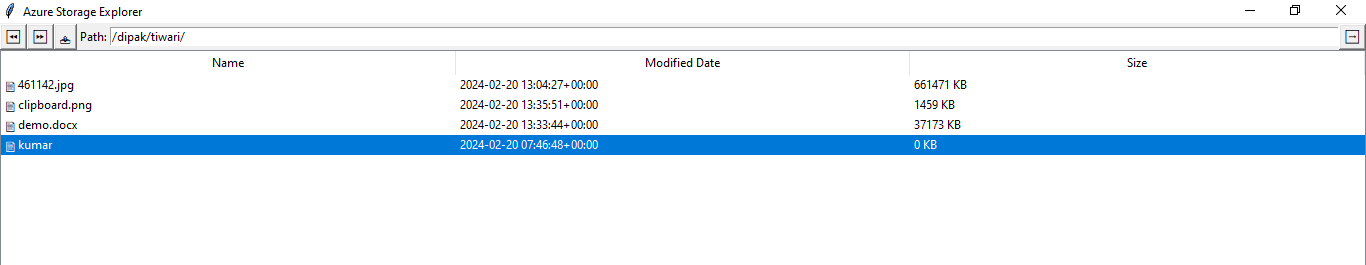 Azure Storage Explorer
Path: /dipak/tiwari/
Name Modified Date Size
461142.jpg 2024-02-20 13:04:27+00:00 661471 KB
clipboard.png 2024-02-20 13:35:51+00:00 1459 KB
demo.docx 2024-02-20 13:33:44+00:00 37173 KB
kumar 2024-02-20 07:46:48+00:00 0 KB